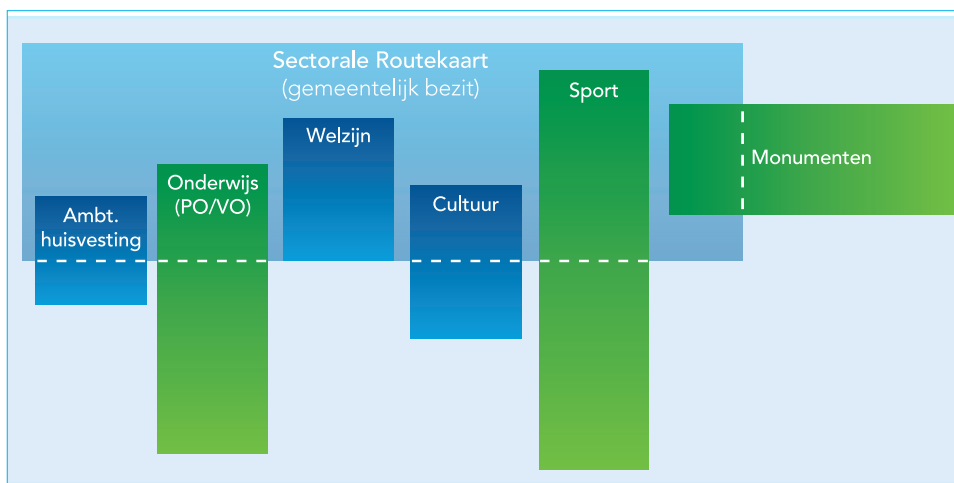 Sectorale Routekaart
(gemeentelijk bezit)
Ambt.
huisvesting
Onderwijs
(PO/VO)
Welzijn
Cultuur
Sport
Monumenten